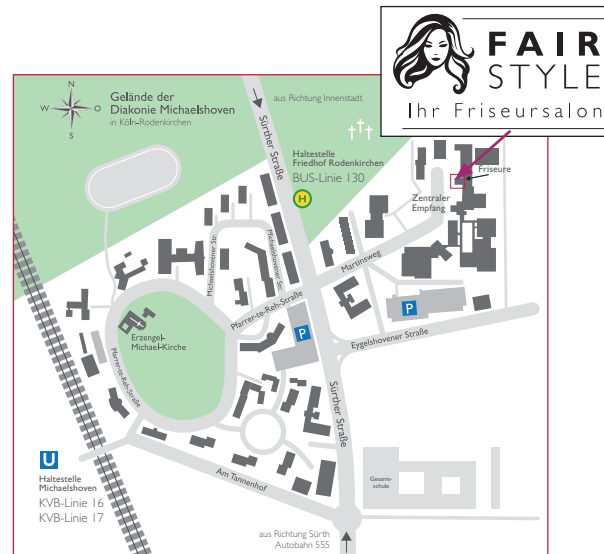 FAIR
STYLE
Ihr Friseursalon
N
W
O
S
Gelände der
Diakonie Michaelshoven
in Köln-Rodenkirchen
aus Richtung Innenstadt
Sürther Straße
Haltestelle
Friedhof Rodenkirchen
BUS-Linie 130
H
Friseure
Zentraler
Empfang
Michaelshovener Str.
Michaelshovener Str.
Martinsweg
Pfarrer-te-Reh-Straße
P
P
Eygelshovener Straße
Erzengel-
Michael-Kirche
Pfarrer-te-Reh-Straße
Sürther Straße
U
Haltestelle
Michaelshoven
KVB-Linie 16
KVB-Linie 17
Am Tannenhof
Gesamt-
schule
aus Richtung Sürth
Autobahn 555